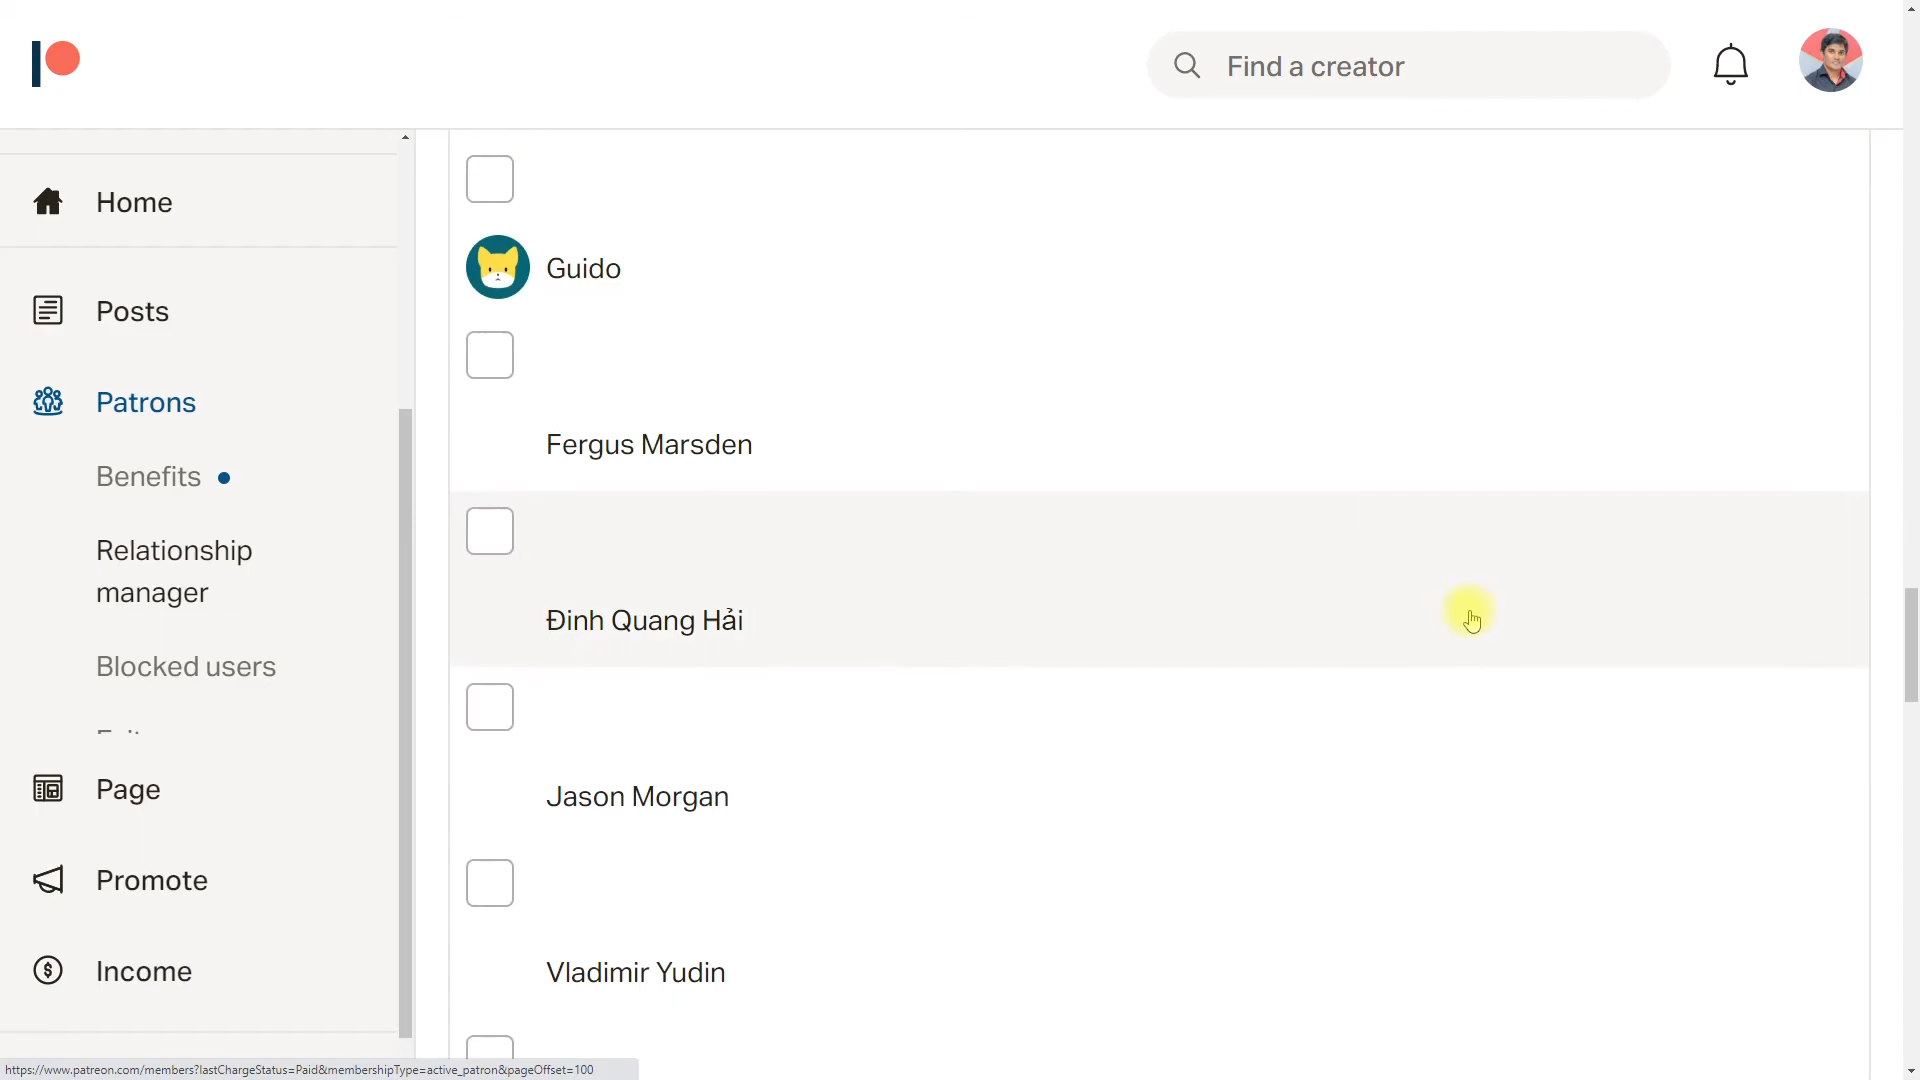 Find a creator
Home
Posts
Patrons
Benefits
Relationship
manager
Blocked users
Page
Promote
Income
Guido
Fergus Marsden
Đinh Quang Hải
Jason Morgan
Vladimir Yudin
https://www.patreon.com/members?lastChargeStatus=Paid&membershipType=active_patron&pageOffset=100